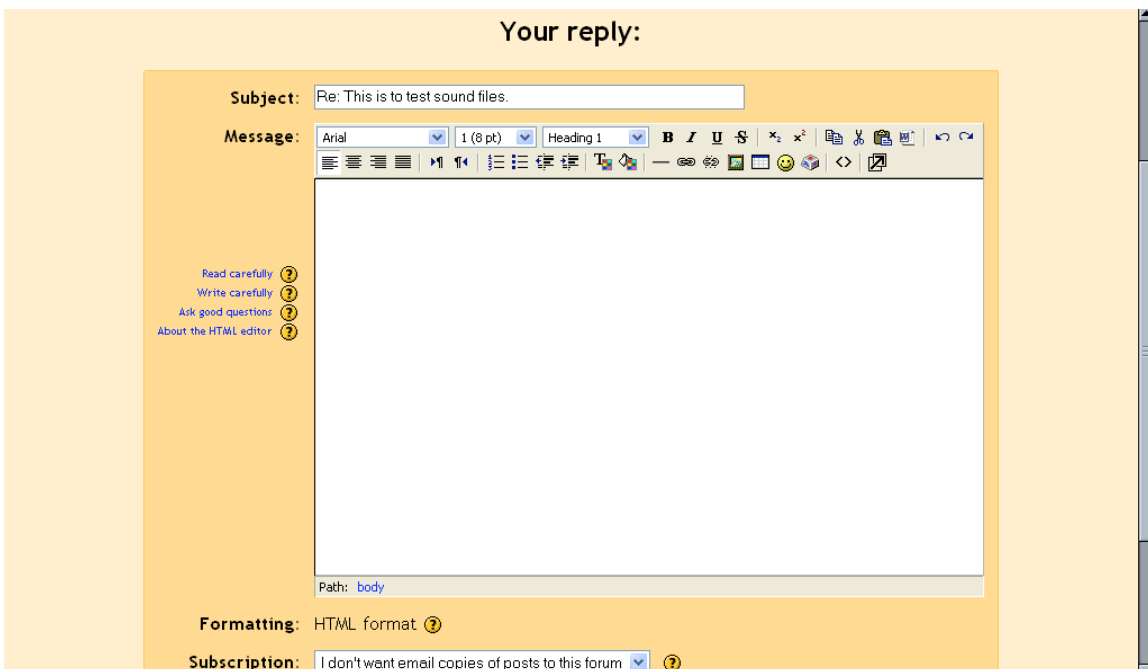 Your reply:
Subject: Re: This is to test sound files.
Message: Arial 1 (8 pt) Heading 1 B I U S ×₂ ×²
Read carefully ?
Write carefully ?
Ask good questions ?
About the HTML editor ?
Path: body
Formatting: HTML format ?
Subscription: I don't want email copies of posts to this forum ?